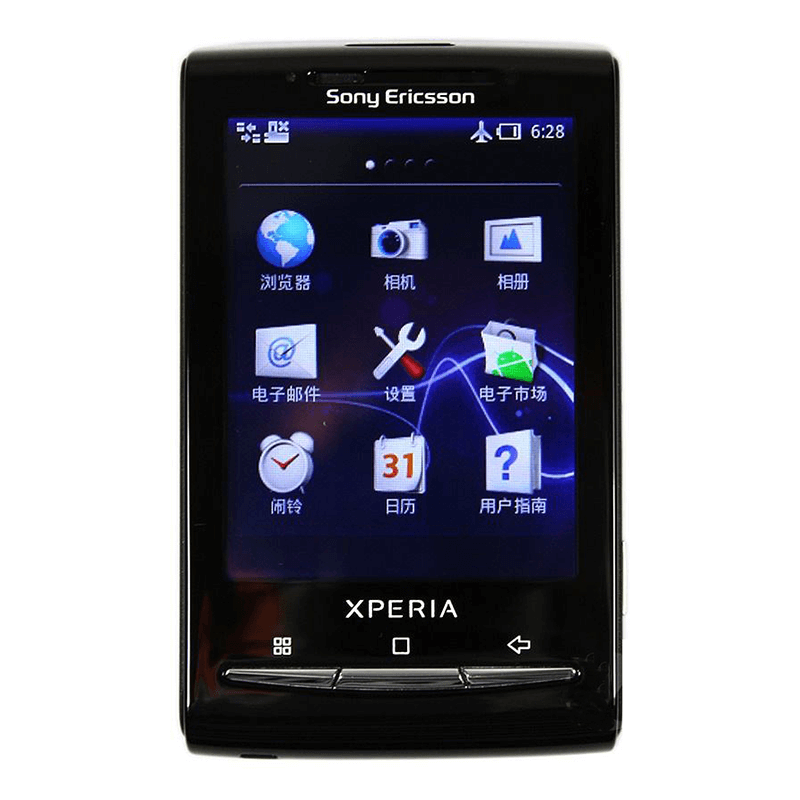 Sony Ericsson
6:28
浏览器 相机 相册
电子邮件 设置 电子市场
31
?
闹铃 日历 用户指南
XPERIA